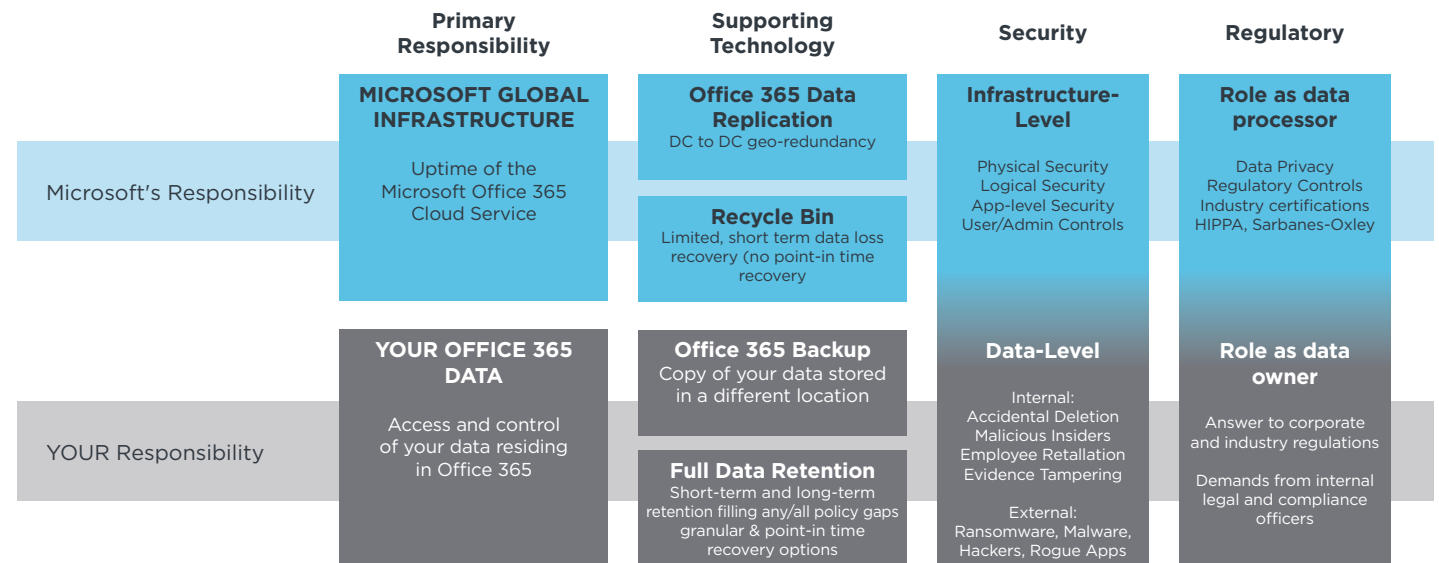 Primary
Responsibility
Supporting
Technology
Security
Regulatory
Microsoft's Responsibility
MICROSOFT GLOBAL
INFRASTRUCTURE
Uptime of the
Microsoft Office 365
Cloud Service
Office 365 Data
Replication
DC to DC geo-redundancy
Recycle Bin
Limited, short term data loss
recovery (no point-in time
recovery
Infrastructure-
Level
Physical Security
Logical Security
App-level Security
User/Admin Controls
Role as data
processor
Data Privacy
Regulatory Controls
Industry certifications
HIPPA, Sarbanes-Oxley
YOUR Responsibility
YOUR OFFICE 365
DATA
Access and control
of your data residing
in Office 365
Office 365 Backup
Copy of your data stored
in a different location
Full Data Retention
Short-term and long-term
retention filling any/all policy gaps
granular & point-in time
recovery options
Data-Level
Internal:
Accidental Deletion
Malicious Insiders
Employee Retallation
Evidence Tampering
External:
Ransomware, Malware,
Hackers, Rogue Apps
Role as data
owner
Answer to corporate
and industry regulations
Demands from internal
legal and compliance
officers